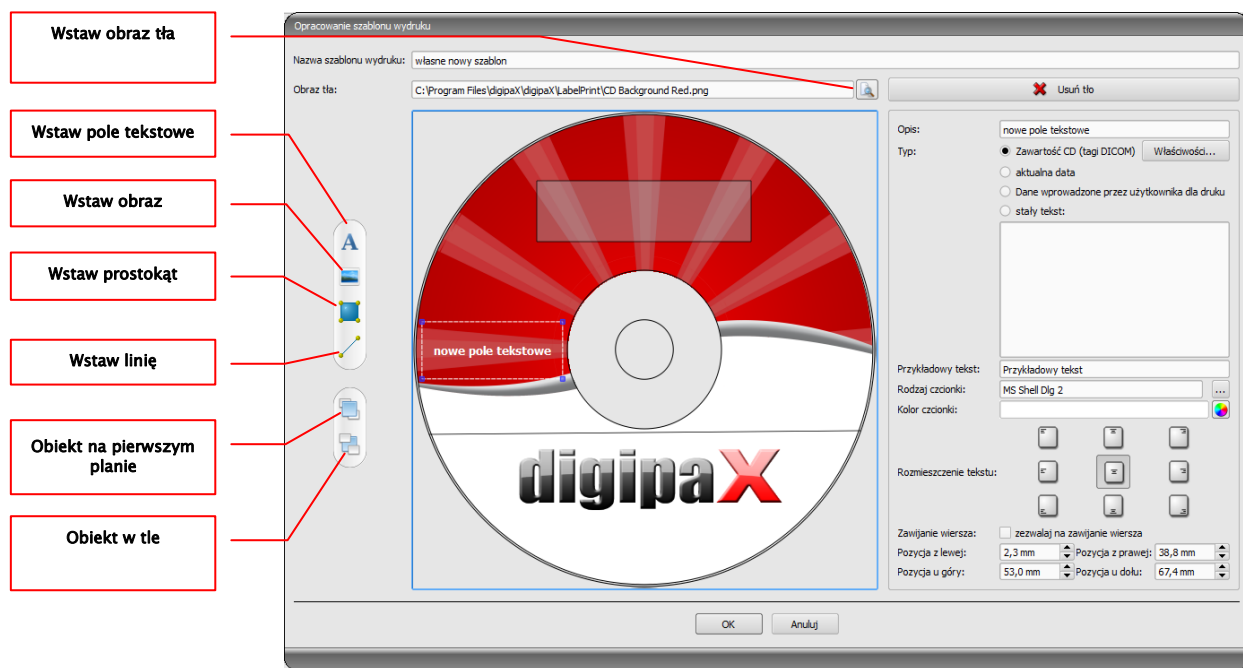 Wstaw obraz tła
Wstaw pole tekstowe
Wstaw obraz
Wstaw prostokąt
Wstaw linię
Obiekt na pierwszym
planie
Obiekt w tle
Opracowanie szablonu wydruku
Nazwa szablonu wydruku: własne nowy szablon
Obraz tła: C:\Program Files\digipaX\digipaX\LabelPrint\CD Background Red.png
Usuń tło
A
nowe pole tekstowe
digipaX
Opis: nowe pole tekstowe
Typ: Zawartość CD (tagi DICOM) Właściwości...
aktualna data
Dane wprowadzone przez użytkownika dla druku
stały tekst:
Przykładowy tekst: Przykładowy tekst
Rodzaj czcionki: MS Shell Dlg 2 ...
Kolor czcionki:
Rozmieszczenie tekstu:
Zawijanie wiersza: zezwalaj na zawijanie wiersza
Pozycja z lewej: 2,3 mm Pozycja z prawej: 38,8 mm
Pozycja u góry: 53,0 mm Pozycja u dołu: 67,4 mm
OK Anuluj